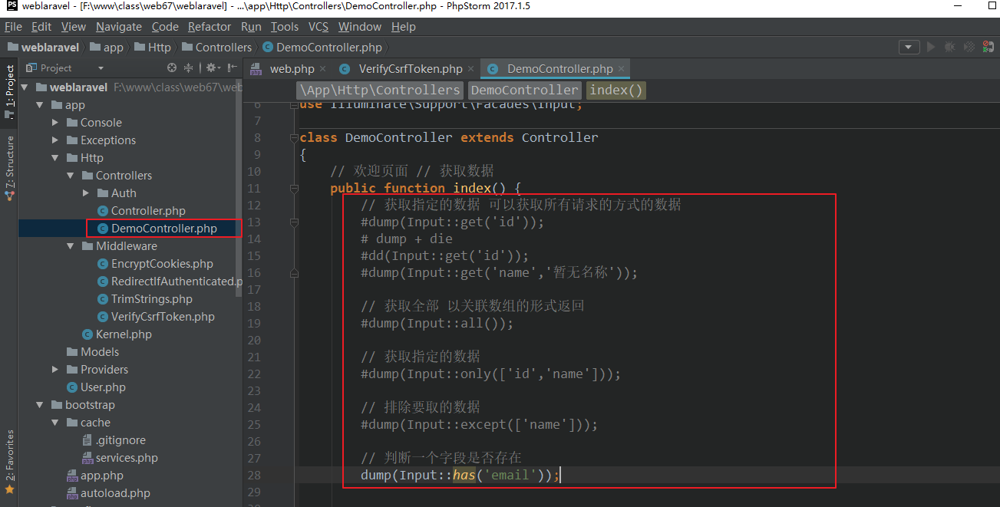 weblaravel - [F:\www\class\web67\weblaravel] - ...\app\Http\Controllers\DemoController.php - PhpStorm 2017.1.5
File Edit View Navigate Code Refactor Run Tools VCS Window Help
weblaravel app Http Controllers DemoController.php
1: Project
7: Structure
2: Favorites
Project
weblaravel F:\www\class\web67\web
app
Console
Exceptions
Http
Controllers
Auth
Controller.php
DemoController.php
Middleware
EncryptCookies.php
RedirectIfAuthenticated.p
TrimStrings.php
VerifyCsrfToken.php
Kernel.php
Models
Providers
User.php
bootstrap
cache
.gitignore
services.php
app.php
autoload.php
web.php VerifyCsrfToken.php DemoController.php
\App\Http\Controllers DemoController index()
6 use Illuminate\Support\Facades\Input;
7
8 class DemoController extends Controller
9 {
10 // 欢迎页面 // 获取数据
11 public function index() {
12 // 获取指定的数据 可以获取所有请求的方式的数据
13 #dump(Input::get('id'));
14 # dump + die
15 #dd(Input::get('id'));
16 #dump(Input::get('name','暂无名称'));
17
18 // 获取全部 以关联数组的形式返回
19 #dump(Input::all());
20
21 // 获取指定的数据
22 #dump(Input::only(['id','name']));
23
24 // 排除要取的数据
25 #dump(Input::except(['name']));
26
27 // 判断一个字段是否存在
28 dump(Input::has('email'));
29